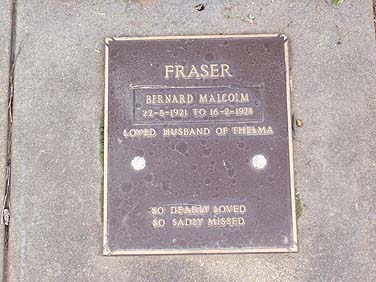 FRASER
BERNARD MALCOLM
22-8-1921 TO 16-2-1978
LOVED HUSBAND OF THELMA
SO DEARLY LOVED
SO SADLY MISSED